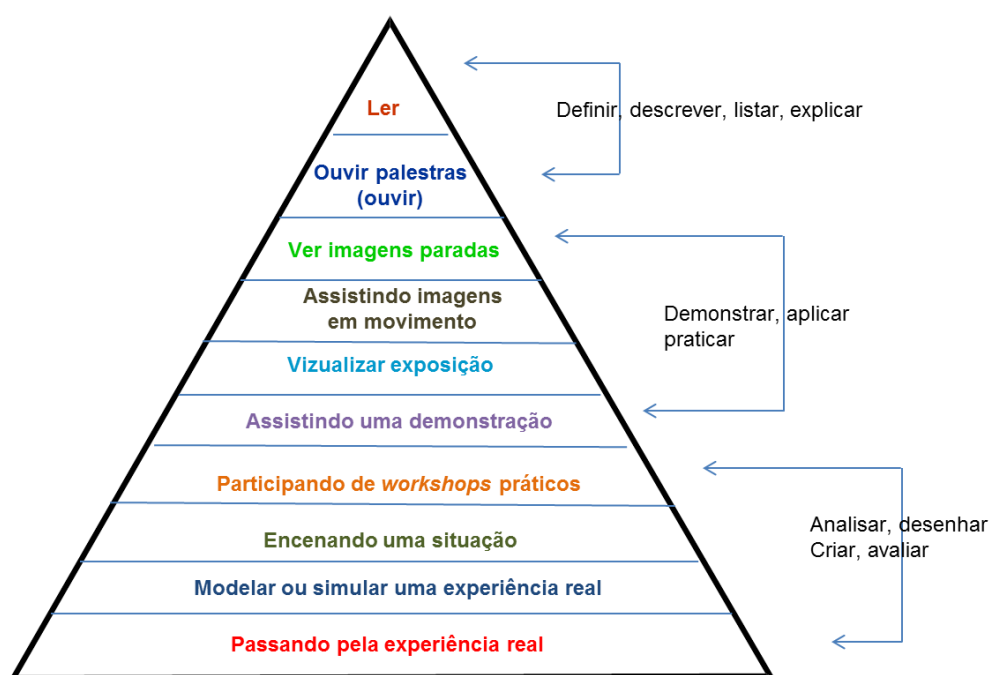 Ler
Definir, descrever, listar, explicar
Ouvir palestras
(ouvir)
Ver imagens paradas
Assistindo imagens
em movimento
Demonstrar, aplicar
praticar
Vizualizar exposição
Assistindo uma demonstração
Participando de workshops práticos
Analisar, desenhar
Criar, avaliar
Encenando uma situação
Modelar ou simular uma experiência real
Passando pela experiência real